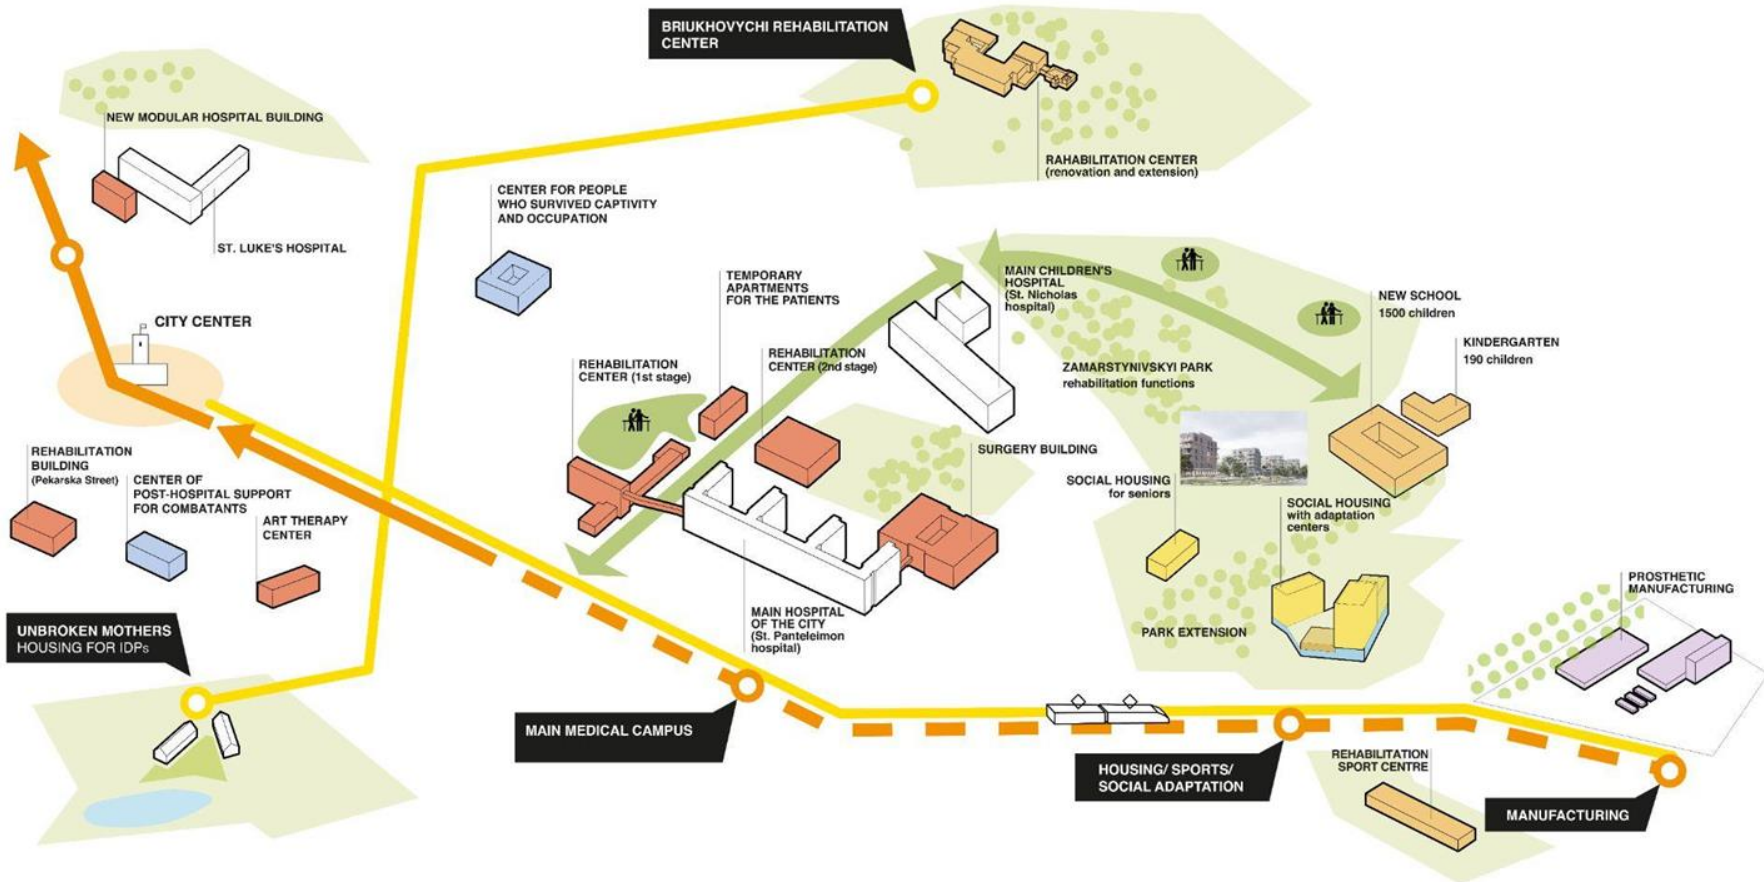 BRIUKHOVYCHI REHABILITATION
CENTER
RAHABILITATION CENTER
(renovation and extension)
NEW MODULAR HOSPITAL BUILDING
ST. LUKE'S HOSPITAL
CENTER FOR PEOPLE
WHO SURVIVED CAPTIVITY
AND OCCUPATION
CITY CENTER
TEMPORARY
APARTMENTS
FOR THE PATIENTS
MAIN CHILDREN'S
HOSPITAL
(St. Nicholas
hospital)
NEW SCHOOL
1500 children
KINDERGARTEN
190 children
REHABILITATION
CENTER (1st stage)
REHABILITATION
CENTER (2nd stage)
ZAMARSTYNIVSKYI PARK
rehabilitation functions
SURGERY BUILDING
SOCIAL HOUSING
for seniors
SOCIAL HOUSING
with adaptation
centers
REHABILITATION
BUILDING
(Pekarska Street)
CENTER OF
POST-HOSPITAL SUPPORT
FOR COMBATANTS
ART THERAPY
CENTER
PROSTHETIC
MANUFACTURING
UNBROKEN MOTHERS
HOUSING FOR IDPs
MAIN HOSPITAL
OF THE CITY
(St. Panteleimon
hospital)
PARK EXTENSION
MAIN MEDICAL CAMPUS
HOUSING/ SPORTS/
SOCIAL ADAPTATION
REHABILITATION
SPORT CENTRE
MANUFACTURING